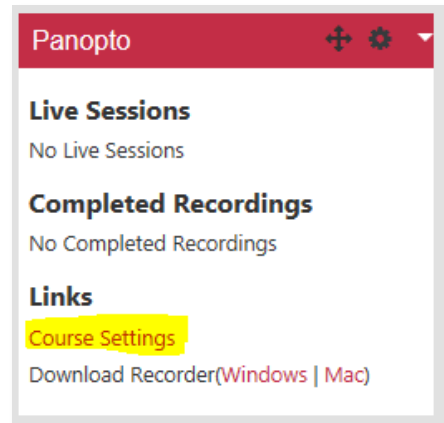 Panopto
Live Sessions
No Live Sessions
Completed Recordings
No Completed Recordings
Links
Course Settings
Download Recorder(Windows | Mac)